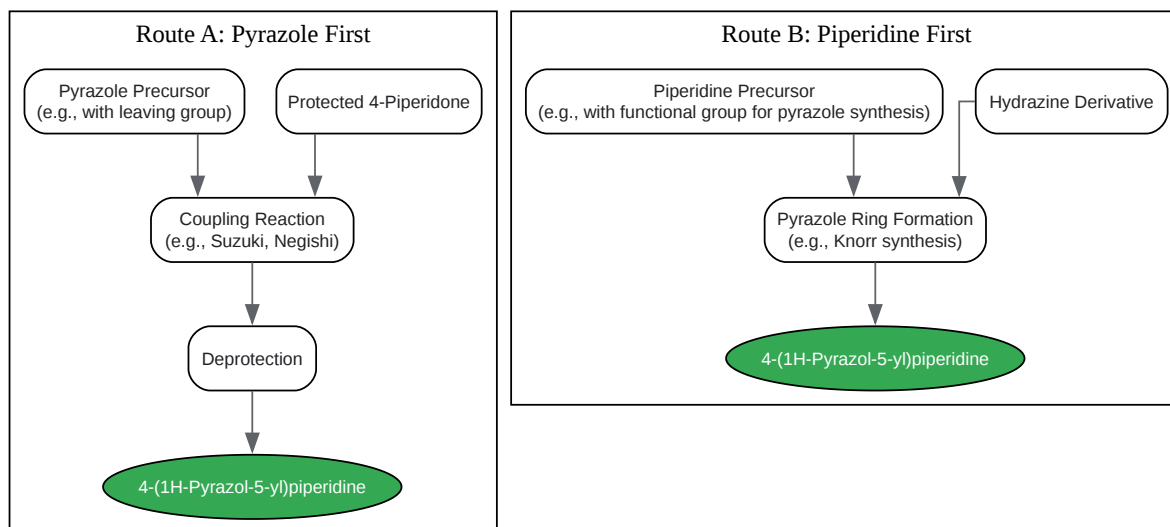 Route A: Pyrazole First
Pyrazole Precursor
(e.g., with leaving group)
Protected 4-Piperidone
Coupling Reaction
(e.g., Suzuki, Negishi)
Deprotection
4-(1H-Pyrazol-5-yl)piperidine
Route B: Piperidine First
Piperidine Precursor
(e.g., with functional group for pyrazole synthesis)
Hydrazine Derivative
Pyrazole Ring Formation
(e.g., Knorr synthesis)
4-(1H-Pyrazol-5-yl)piperidine